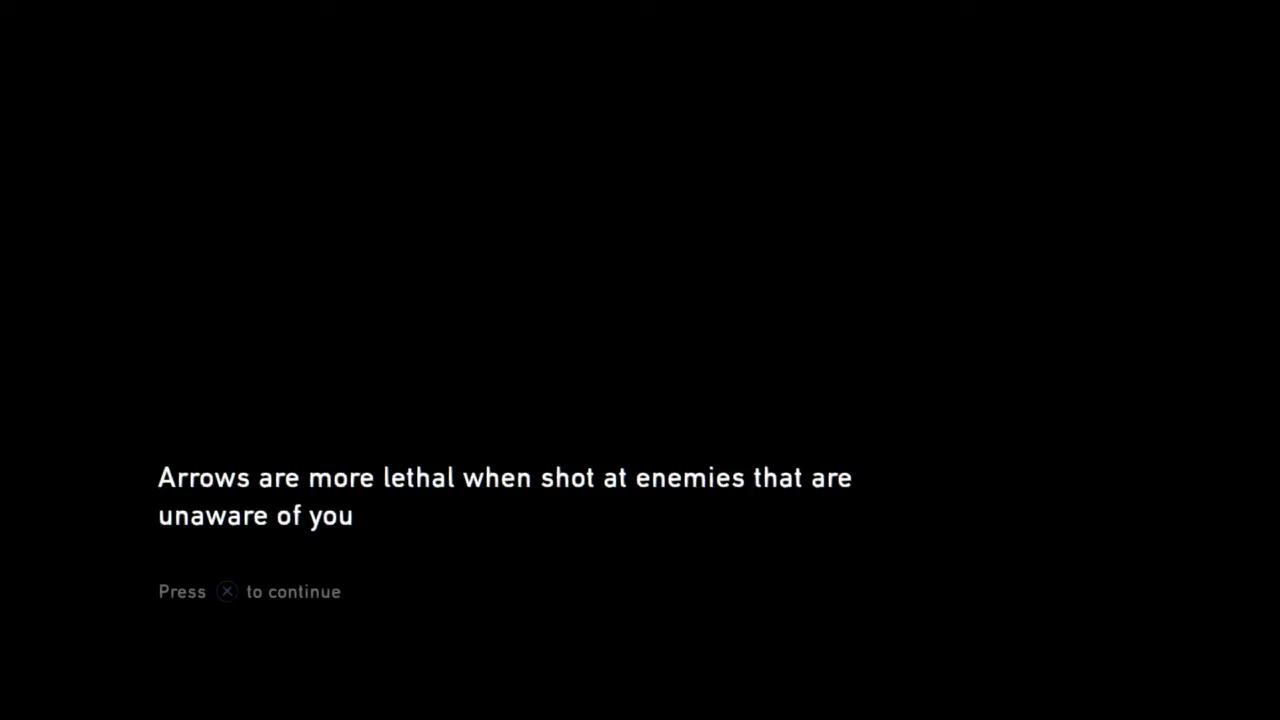 Arrows are more lethal when shot at enemies that are
unaware of you
Press ⓧ to continue